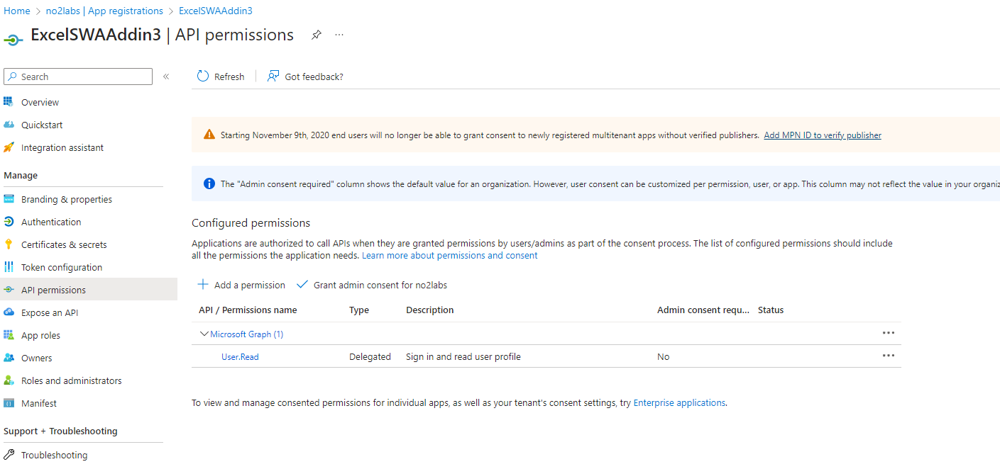 Home > no2labs | App registrations > ExcelSWAAddin3
ExcelSWAAddin3 | API permissions
Search
Overview
Quickstart
Integration assistant
Manage
Branding & properties
Authentication
Certificates & secrets
Token configuration
API permissions
Expose an API
App roles
Owners
Roles and administrators
Manifest
Support + Troubleshooting
Troubleshooting
Refresh
Got feedback?
Starting November 9th, 2020 end users will no longer be able to grant consent to newly registered multitenant apps without verified publishers. Add MPN ID to verify publisher
The "Admin consent required" column shows the default value for an organization. However, user consent can be customized per permission, user, or app. This column may not reflect the value in your organiz
Configured permissions
Applications are authorized to call APIs when they are granted permissions by users/admins as part of the consent process. The list of configured permissions should include
all the permissions the application needs. Learn more about permissions and consent
Add a permission
Grant admin consent for no2labs
API / Permissions name Type Description Admin consent requ... Status
Microsoft Graph (1)
User.Read Delegated Sign in and read user profile No
To view and manage consented permissions for individual apps, as well as your tenant's consent settings, try Enterprise applications.